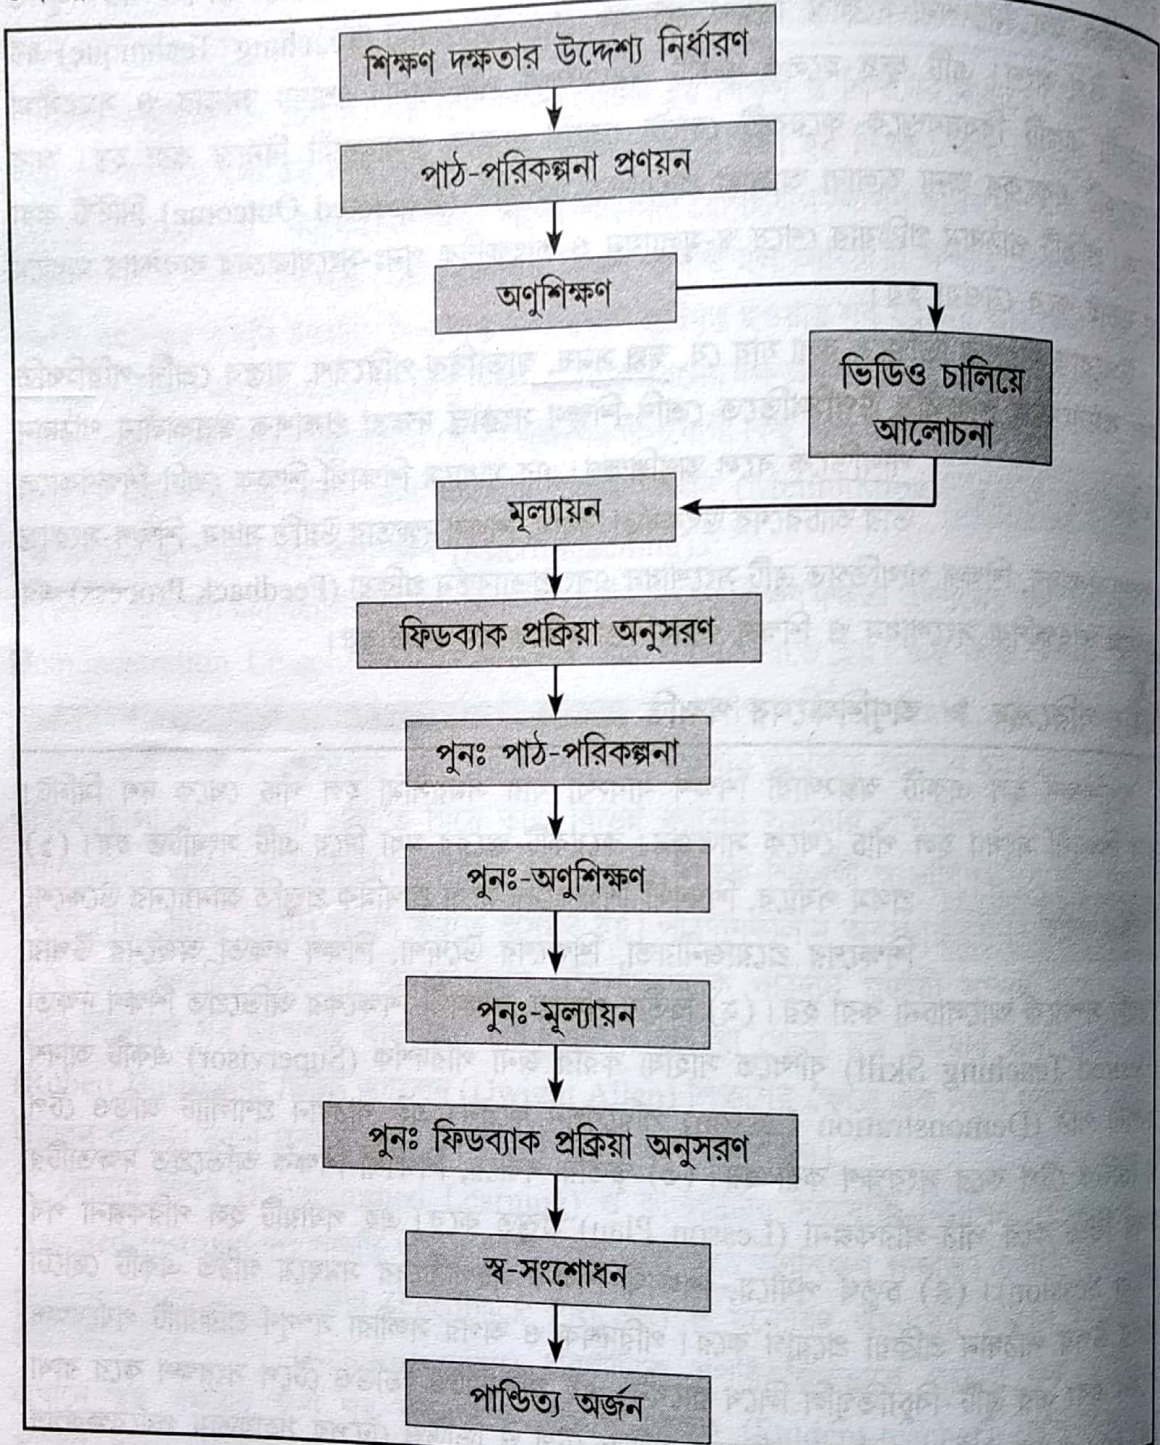 শিক্ষণ দক্ষতার উদ্দেশ্য নির্ধারণ
পাঠ-পরিকল্পনা প্রণয়ন
অণুশিক্ষণ
ভিডিও চালিয়ে
আলোচনা
মূল্যায়ন
ফিডব্যাক প্রক্রিয়া অনুসরণ
পুনঃ পাঠ-পরিকল্পনা
পুনঃ-অণুশিক্ষণ
পুনঃ-মূল্যায়ন
পুনঃ ফিডব্যাক প্রক্রিয়া অনুসরণ
স্ব-সংশোধন
পাণ্ডিত্য অর্জন